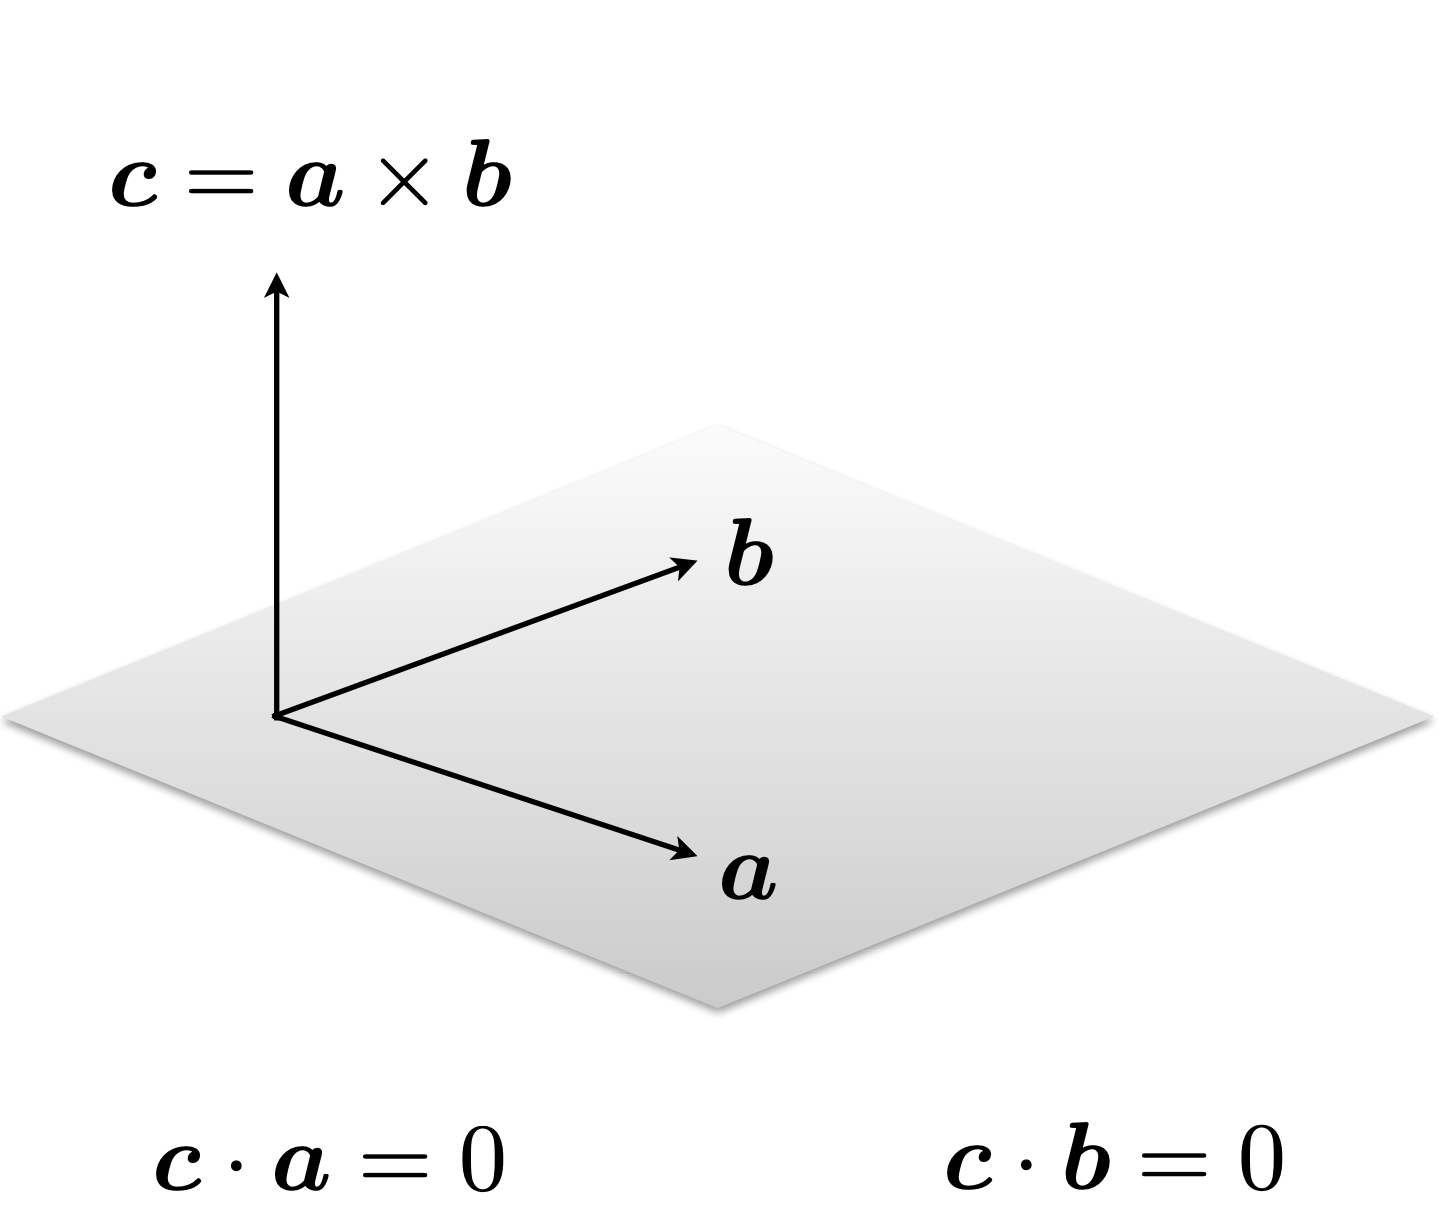 c = a × b
b
a
c · a = 0
c · b = 0